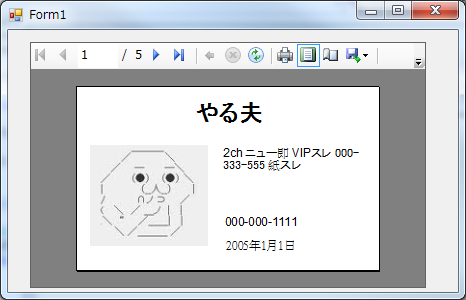 Form1
1 / 5
やる夫
2ch ニュー即 VIPスレ 000-
333-555 紙スレ
000-000-1111
2005年1月1日